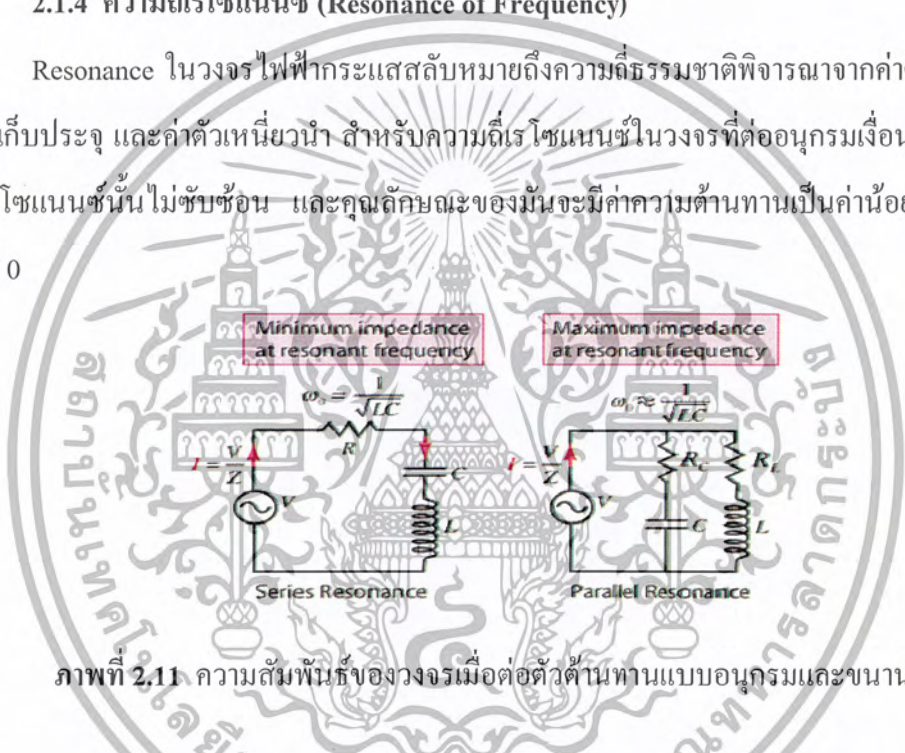 2.1.4 ความถี่เรโซแนนซ์ (Resonance of Frequency)
Resonance ในวงจรไฟฟ้ากระแสสลับหมายถึงความถี่ธรรมชาติพิจารณาจากค่า
เก็บประจุ และค่าตัวเหนี่ยวนำ สำหรับความถี่เรโซแนนซ์ในวงจรที่ต่ออนุกรมเงื่อน
โซแนนซ์นั้นไม่ซับซ้อน และคุณลักษณะของมันจะมีค่าความต้านทานเป็นค่าน้อย
0
Minimum impedance at resonant frequency
ω₀ = 1/√LC
I = V/Z
R
V
C
L
Series Resonance
Maximum impedance at resonant frequency
ω₀ ≈ 1/√LC
I = V/Z
V
R_C
R_L
C
L
Parallel Resonance
ภาพที่ 2.11 ความสัมพันธ์ของวงจรเมื่อต่อตัวต้านทานแบบอนุกรมและขนาน